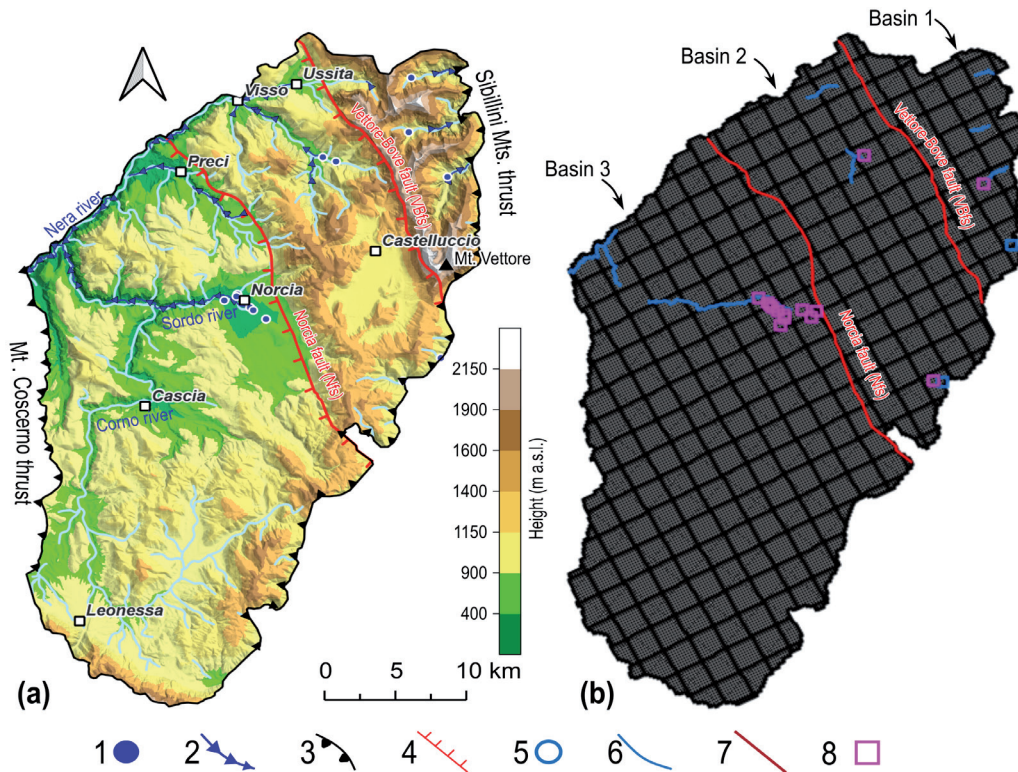 Ussita
Visso
Preci
Nera river
Castelluccio
Mt. Vettore
Norcia
Sordo river
Cascia
Corno river
Leonessa
Vettore-Bove fault (VBfs)
Norcia fault (Nfs)
Sibillini Mts. thrust
Mt. Coscerno thrust
2150
1900
1600
1400
1150
900
400
Height (m a.s.l.)
0 5 10 km
(a)
Basin 1
Basin 2
Basin 3
Vettore-Bove fault (VBfs)
Norcia fault (Nfs)
(b)
1 2 3 4 5 6 7 8